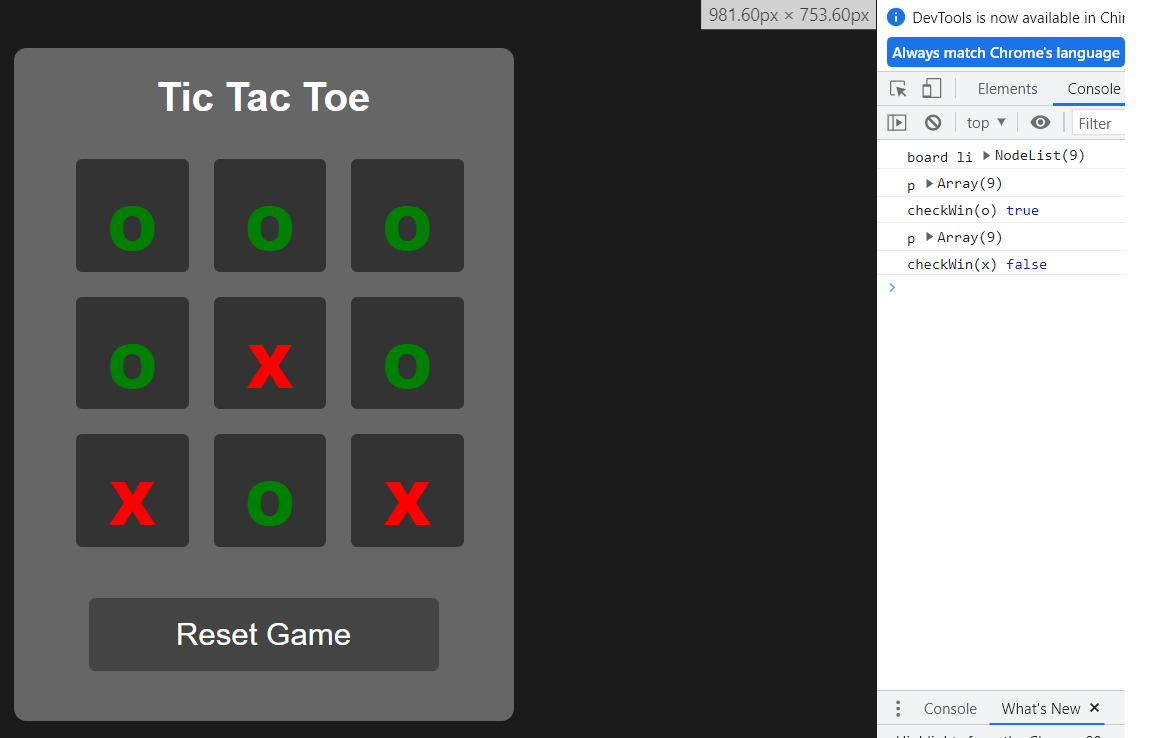 981.60px × 753.60px
Tic Tac Toe
o o o
o x o
x o x
Reset Game
DevTools is now available in Chin
Always match Chrome's language
Elements Console
top Filter
board li NodeList(9)
p Array(9)
checkWin(o) true
p Array(9)
checkWin(x) false
Console What's New